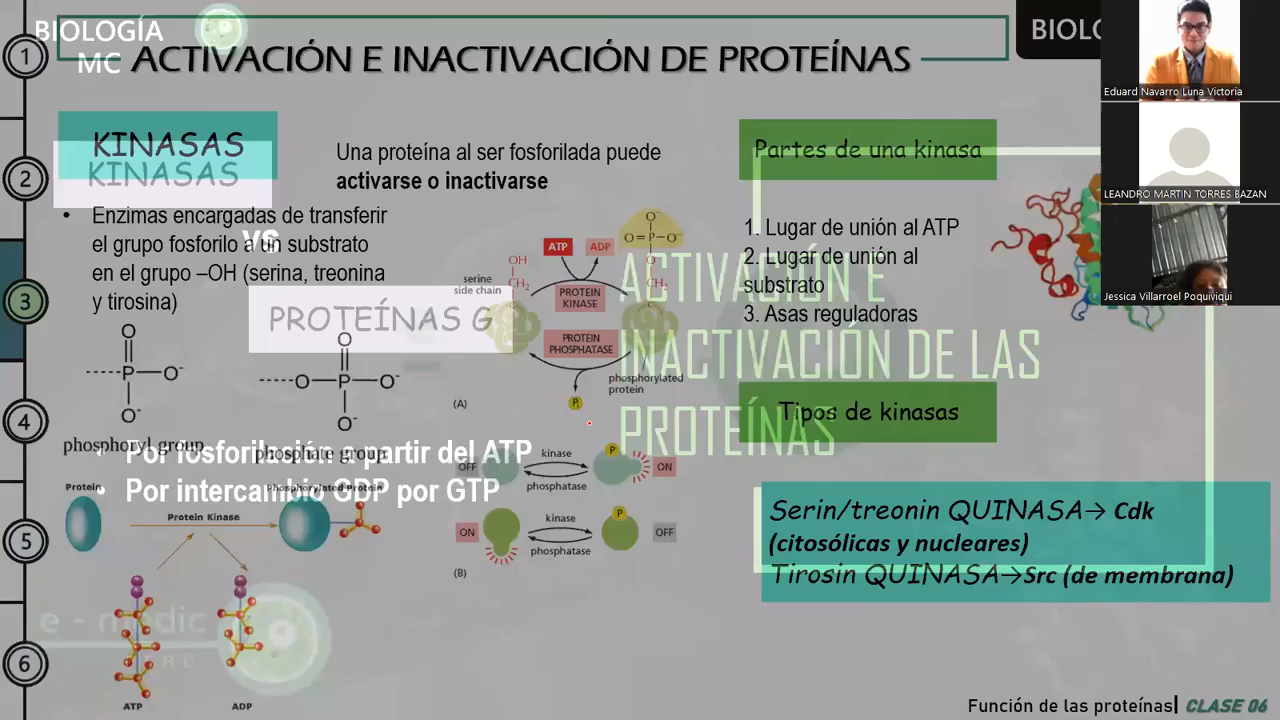 BIOLOGÍA
MC
ACTIVACIÓN E INACTIVACIÓN DE PROTEÍNAS
BIOLO
1
2
3
4
5
6
KINASAS
KINASAS
vs
PROTEÍNAS G
• Enzimas encargadas de transferir
el grupo fosforilo a un substrato
en el grupo –OH (serina, treonina
y tirosina)
Una proteína al ser fosforilada puede
activarse o inactivarse
O
P O⁻
O⁻
O
O P O⁻
O⁻
phosphoryl group
phosphate group
• Por fosforilación a partir del ATP
• Por intercambio GDP por GTP
Protein
Protein Kinase
Phosphorylated Protein
ATP
ADP
e - medic
ATP
ADP
OH
CH₂
serine
side chain
PROTEIN
KINASE
PROTEIN
PHOSPHATASE
O⁻
O=P—O⁻
O
CH₂
phosphorylated
protein
Pi
(A)
OFF
kinase
phosphatase
P
ON
ON
kinase
phosphatase
P
OFF
(B)
ACTIVACIÓN E
INACTIVACIÓN DE LAS
PROTEÍNAS
Partes de una kinasa
1. Lugar de unión al ATP
2. Lugar de unión al
substrato
3. Asas reguladoras
Tipos de kinasas
Serin/treonin QUINASA→ Cdk
(citosólicas y nucleares)
Tirosin QUINASA→Src (de membrana)
Eduard Navarro Luna Victoría
LEANDRO MARTIN TORRES BAZAN
Jessica Villarroel Poquiviqui
Función de las proteínas| CLASE 06